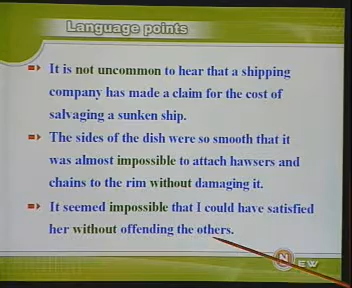 Language points
It is not uncommon to hear that a shipping
company has made a claim for the cost of
salvaging a sunken ship.
The sides of the dish were so smooth that it
was almost impossible to attach hawsers and
chains to the rim without damaging it.
It seemed impossible that I could have satisfied
her without offending the others.
N EW